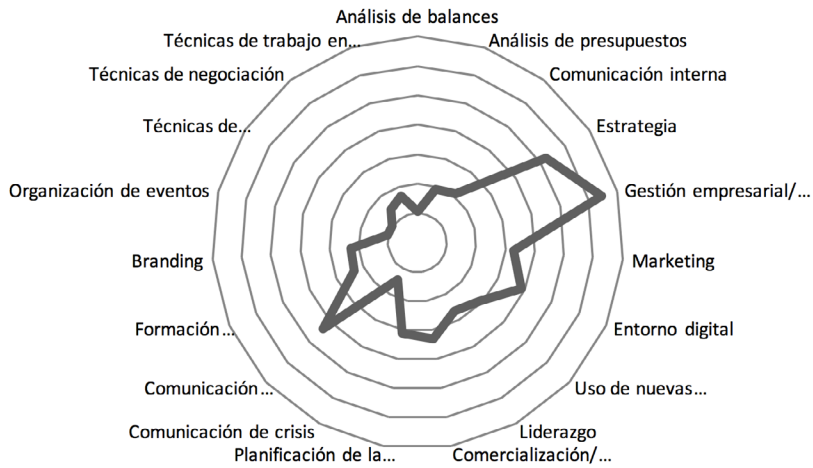 Análisis de balances
Técnicas de trabajo en...
Análisis de presupuestos
Técnicas de negociación
Comunicación interna
Técnicas de...
Estrategia
Organización de eventos
Gestión empresarial/...
Branding
Marketing
Formación...
Entorno digital
Comunicación...
Uso de nuevas...
Comunicación de crisis
Liderazgo
Planificación de la...
Comercialización/...